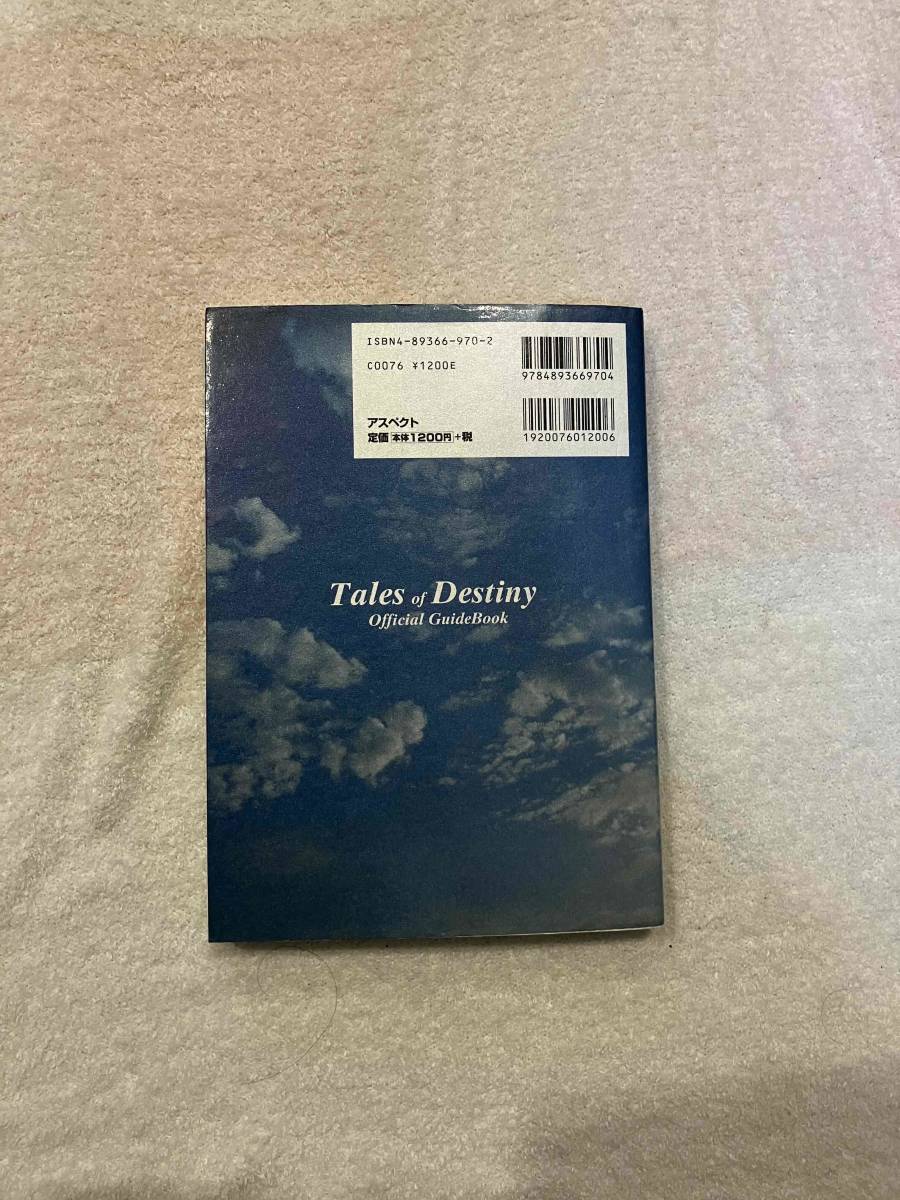 ISBN4-89366-970-2
C0076 ¥1200E
アスペクト
定価 本体1200円+税
9784893669704
1920076012006
Tales of Destiny
Official GuideBook